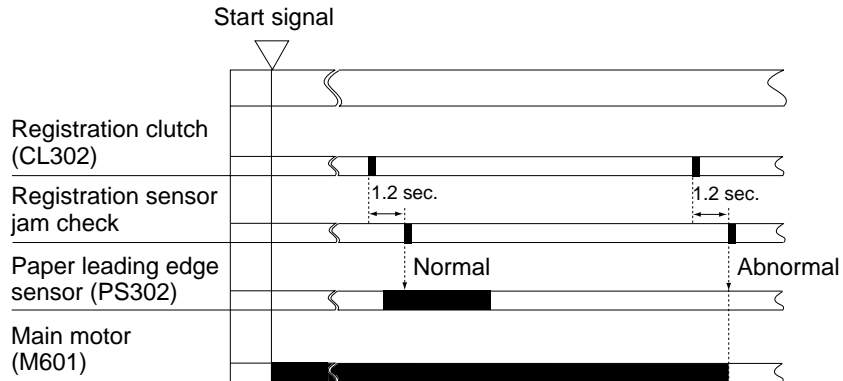 Start signal
Registration clutch
(CL302)
1.2 sec.
1.2 sec.
Registration sensor
jam check
Paper leading edge
sensor (PS302)
Normal
Abnormal
Main motor
(M601)